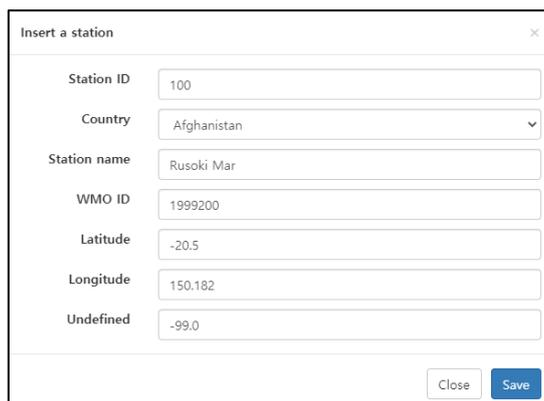 Insert a station ×
Station ID 100
Country Afghanistan
Station name Rusoki Mar
WMO ID 1999200
Latitude -20.5
Longitude 150.182
Undefined -99.0
Close Save